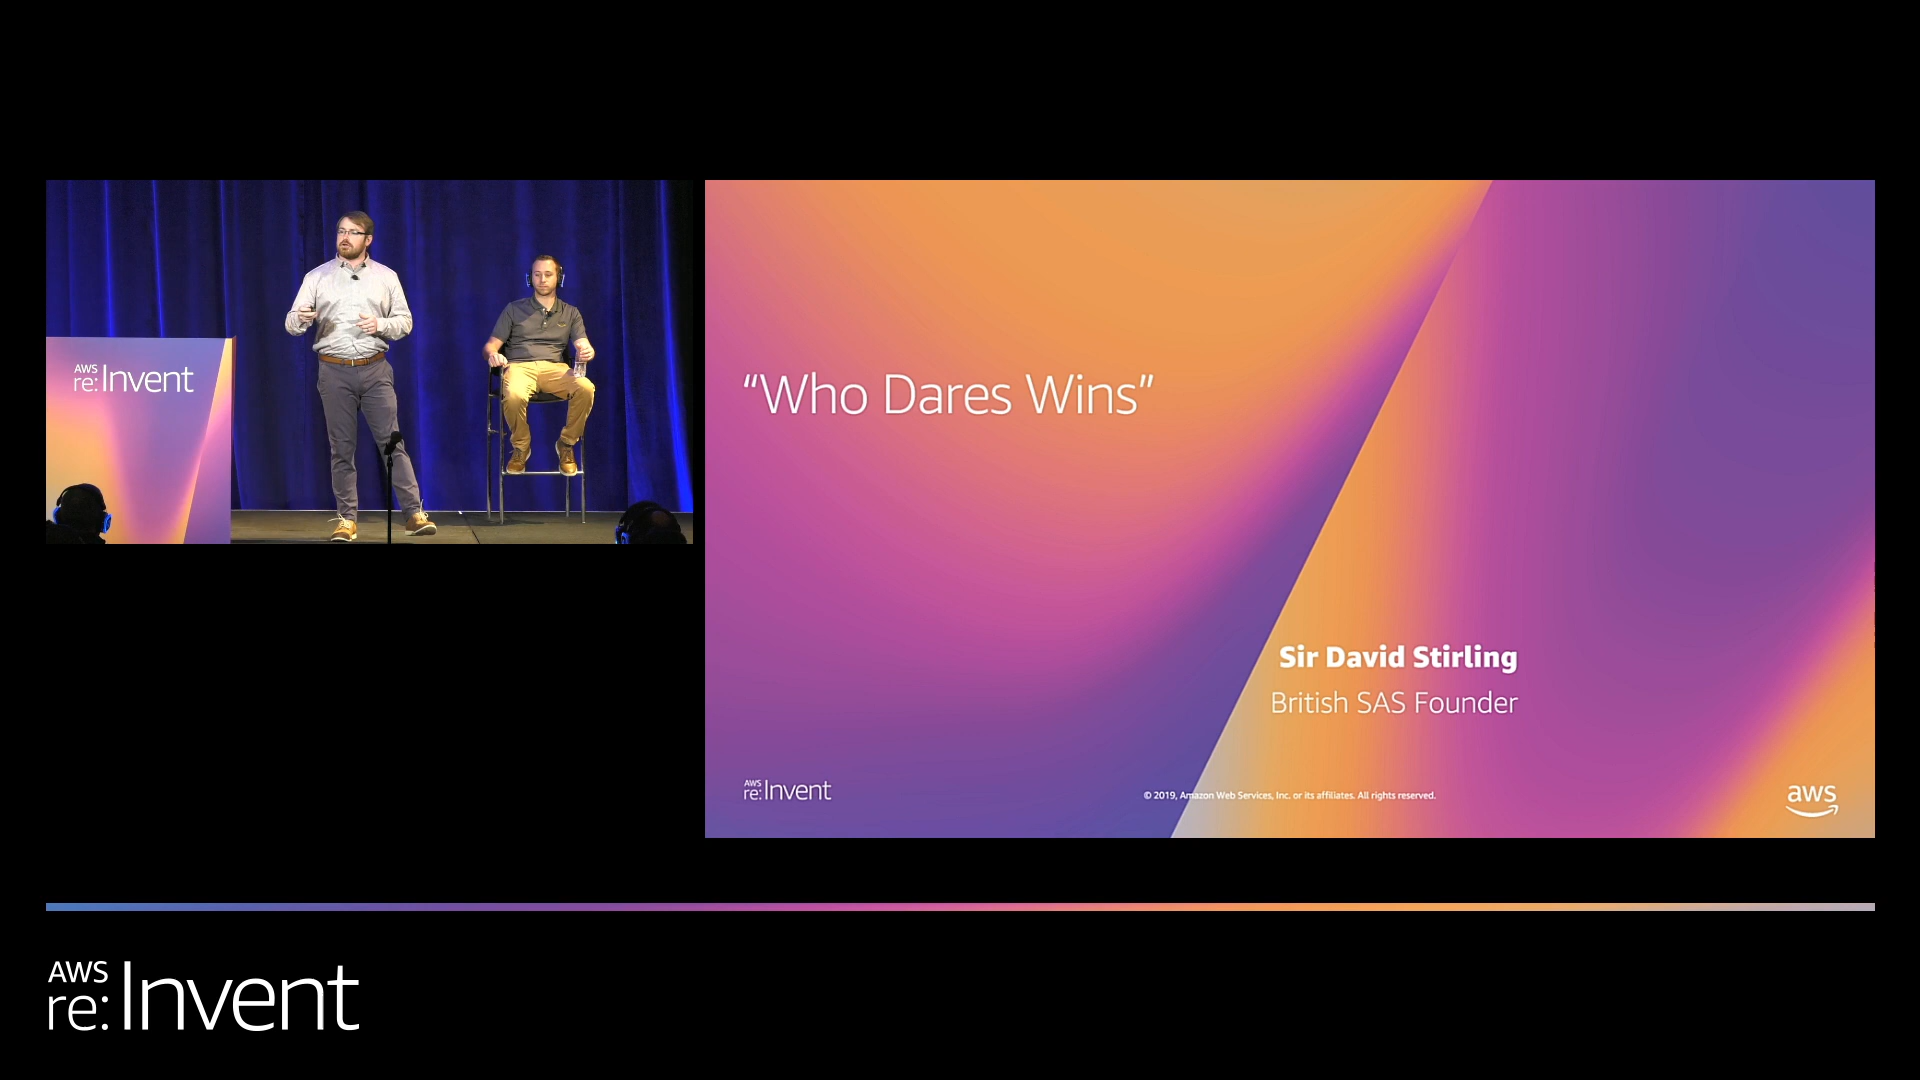 AWS
re:Invent
“Who Dares Wins”
Sir David Stirling
British SAS Founder
AWS
re:Invent
© 2019, Amazon Web Services, Inc. or its affiliates. All rights reserved.
aws
AWS
re:Invent